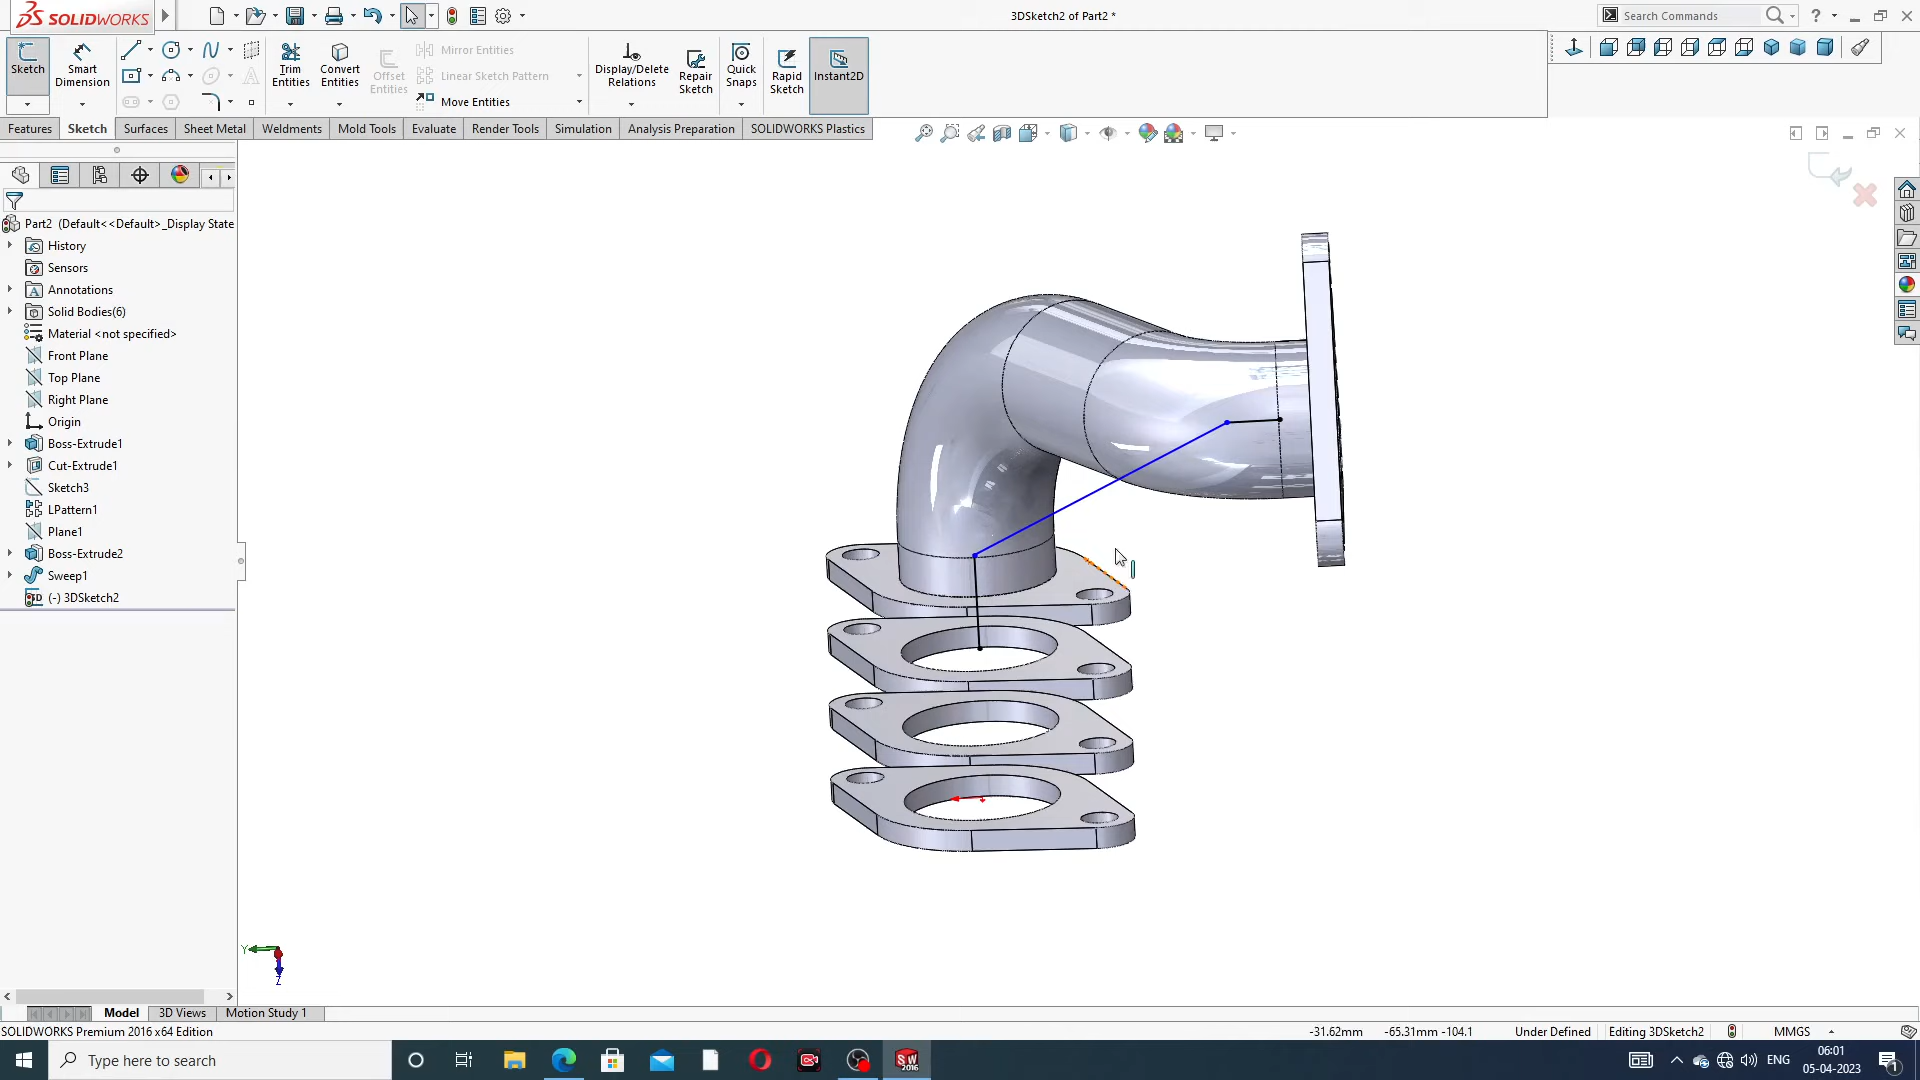 SOLIDWORKS
3DSketch2 of Part2 *
Search Commands
Sketch
Smart Dimension
Trim Entities
Convert Entities
Offset Entities
Mirror Entities
Linear Sketch Pattern
Move Entities
Display/Delete Relations
Repair Sketch
Quick Snaps
Rapid Sketch
Instant2D
Features
Sketch
Surfaces
Sheet Metal
Weldments
Mold Tools
Evaluate
Render Tools
Simulation
Analysis Preparation
SOLIDWORKS Plastics
Part2 (Default<<Default>_Display State
History
Sensors
Annotations
Solid Bodies(6)
Material <not specified>
Front Plane
Top Plane
Right Plane
Origin
Boss-Extrude1
Cut-Extrude1
Sketch3
LPattern1
Plane1
Boss-Extrude2
Sweep1
(-) 3DSketch2
Y
Z
Model
3D Views
Motion Study 1
SOLIDWORKS Premium 2016 x64 Edition
-31.62mm
-65.31mm -104.1
Under Defined
Editing 3DSketch2
MMGS
Type here to search
SW
2016
ENG
06:01
05-04-2023
1